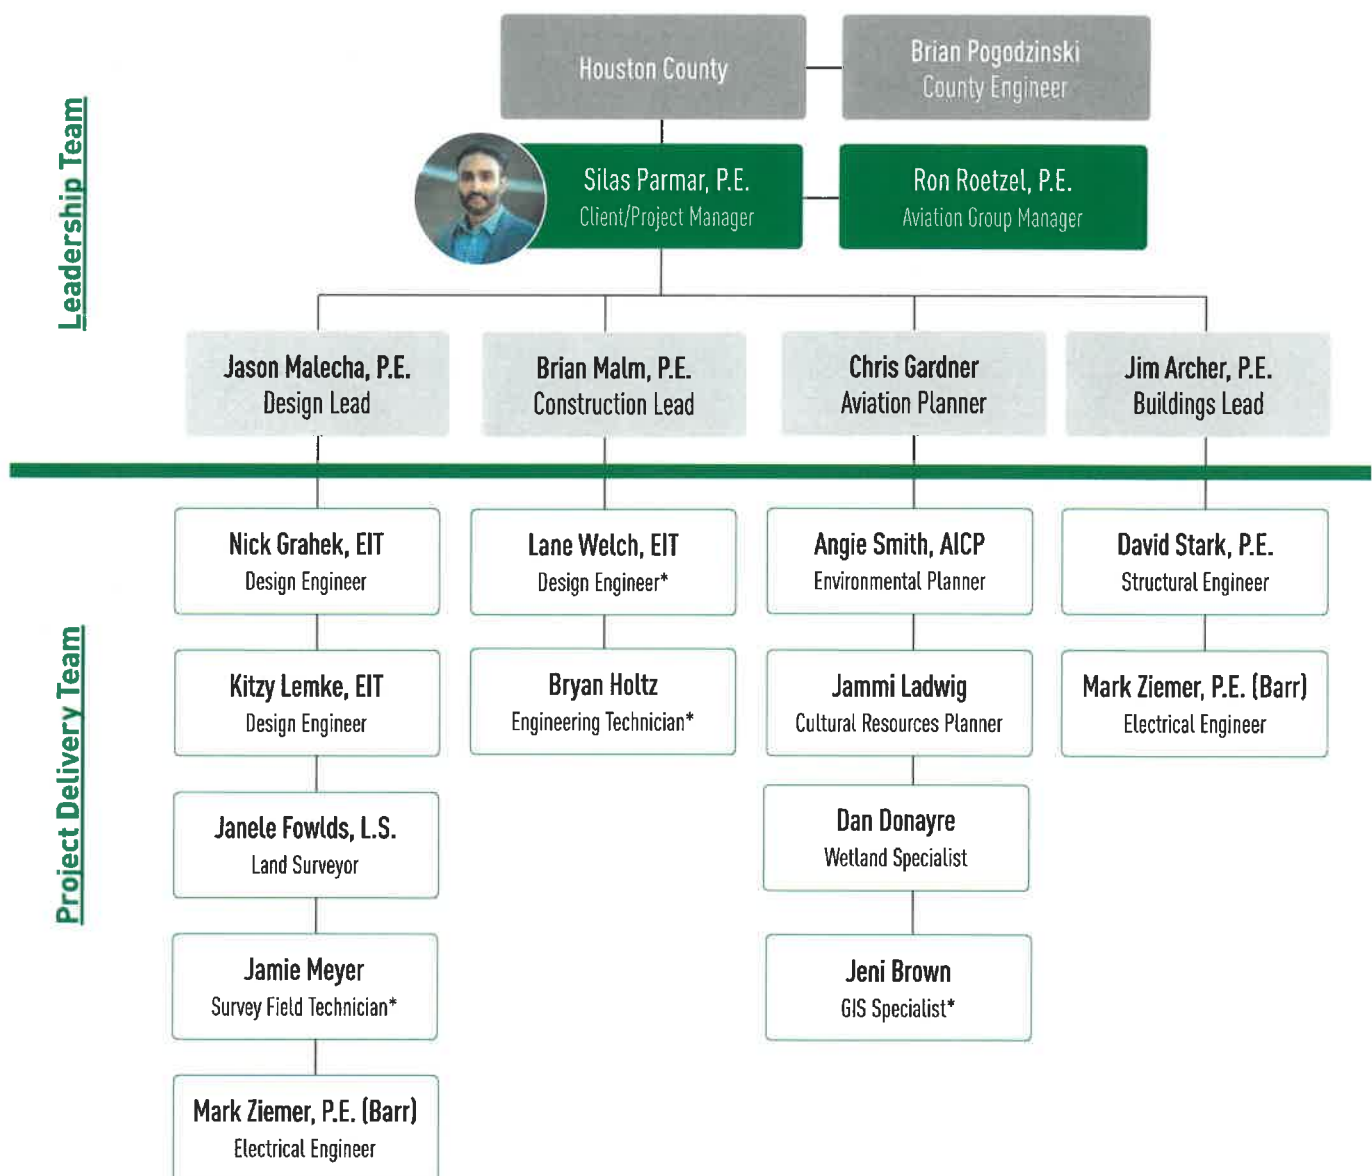 Leadership Team
Houston County
Brian Pogodzinski
County Engineer
Silas Parmar, P.E.
Client/Project Manager
Ron Roetzel, P.E.
Aviation Group Manager
Jason Malecha, P.E.
Design Lead
Brian Malm, P.E.
Construction Lead
Chris Gardner
Aviation Planner
Jim Archer, P.E.
Buildings Lead
Project Delivery Team
Nick Grahek, EIT
Design Engineer
Kitzy Lemke, EIT
Design Engineer
Janele Fowlds, L.S.
Land Surveyor
Jamie Meyer
Survey Field Technician*
Mark Ziemer, P.E. (Barr)
Electrical Engineer
Lane Welch, EIT
Design Engineer*
Bryan Holtz
Engineering Technician*
Angie Smith, AICP
Environmental Planner
Jammi Ladwig
Cultural Resources Planner
Dan Donayre
Wetland Specialist
Jeni Brown
GIS Specialist*
David Stark, P.E.
Structural Engineer
Mark Ziemer, P.E. (Barr)
Electrical Engineer